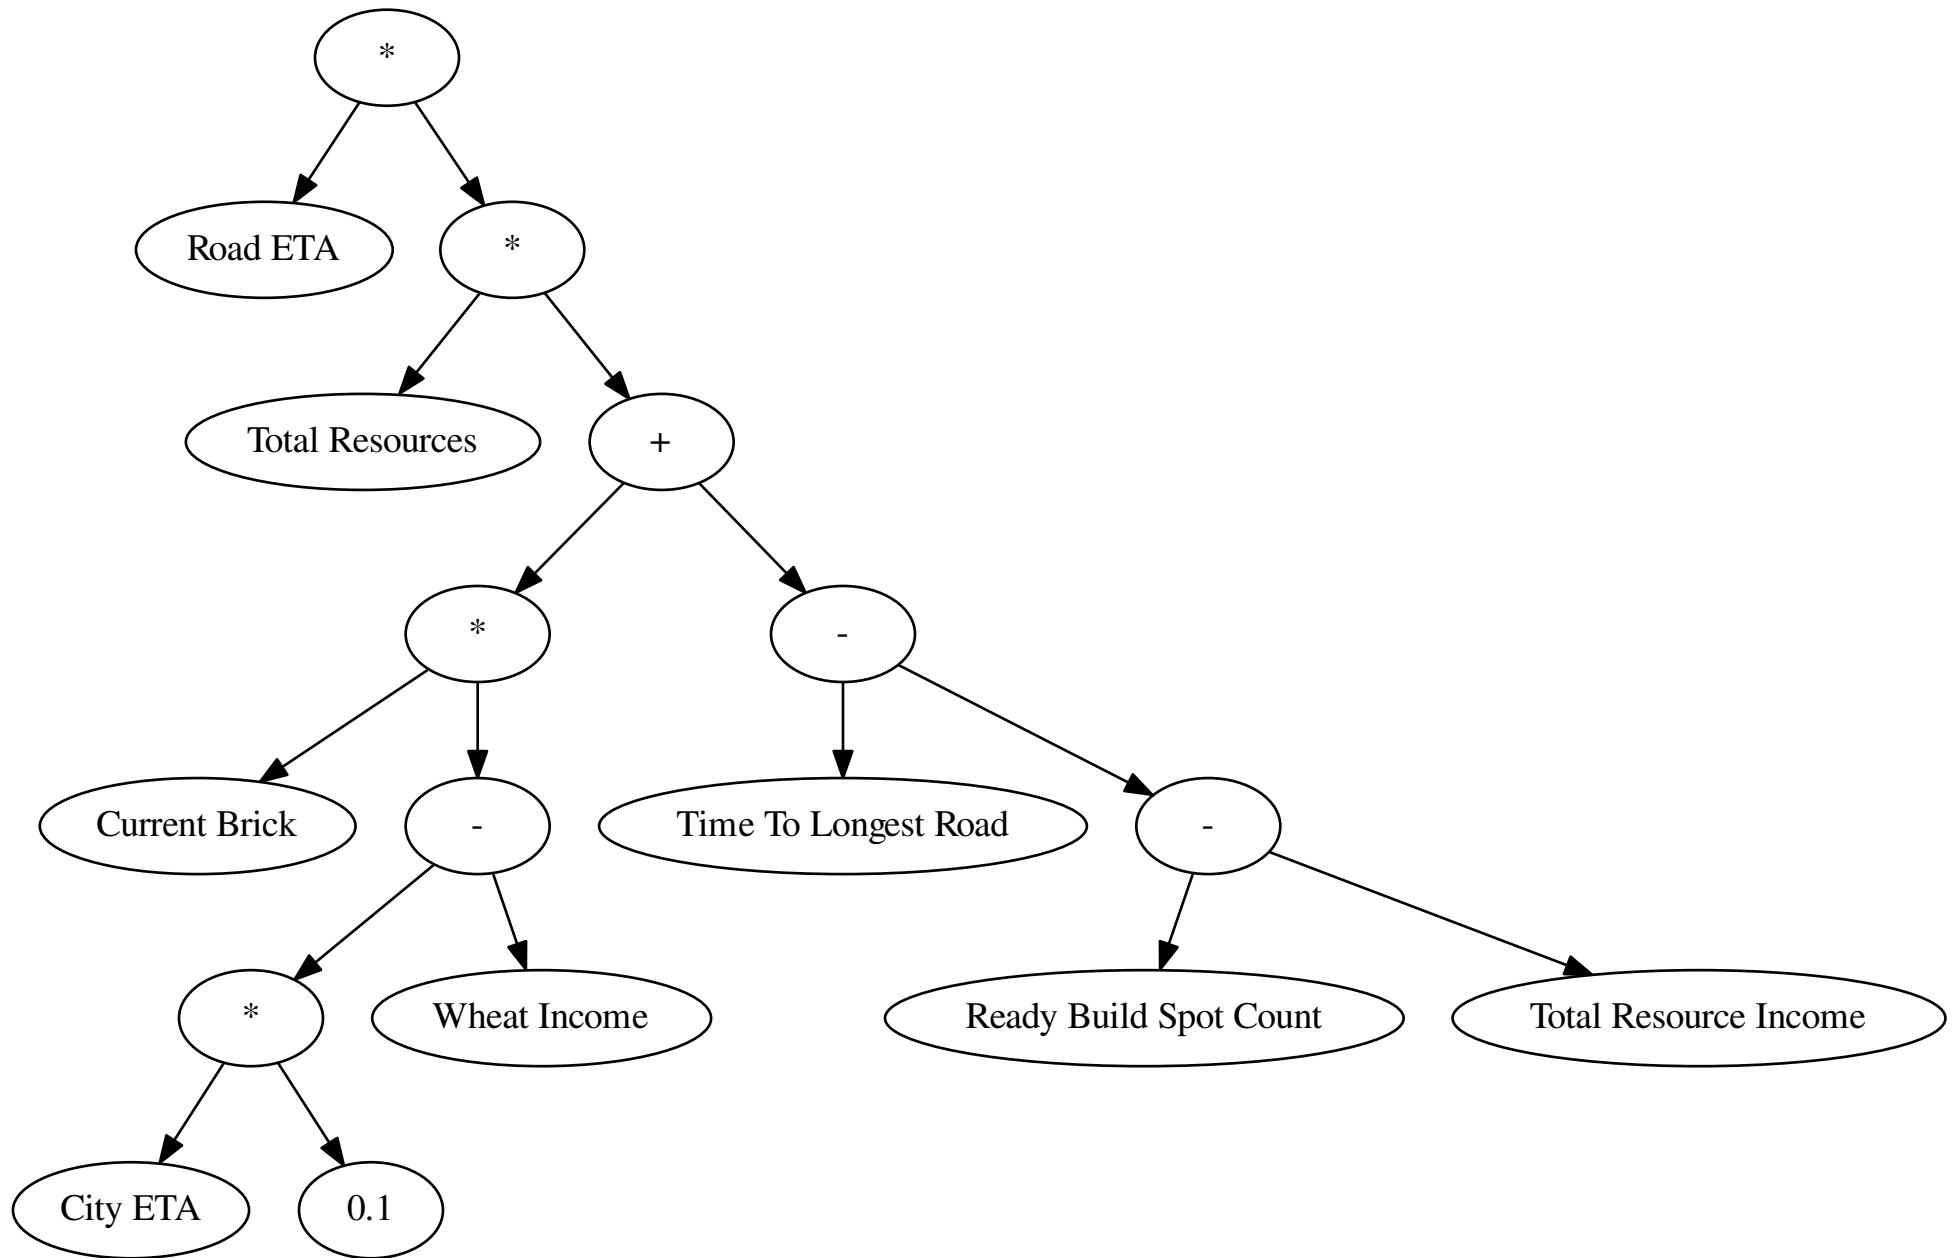 *
Road ETA
*
Total Resources
+
*
-
Current Brick
-
Time To Longest Road
-
*
Wheat Income
Ready Build Spot Count
Total Resource Income
City ETA
0.1